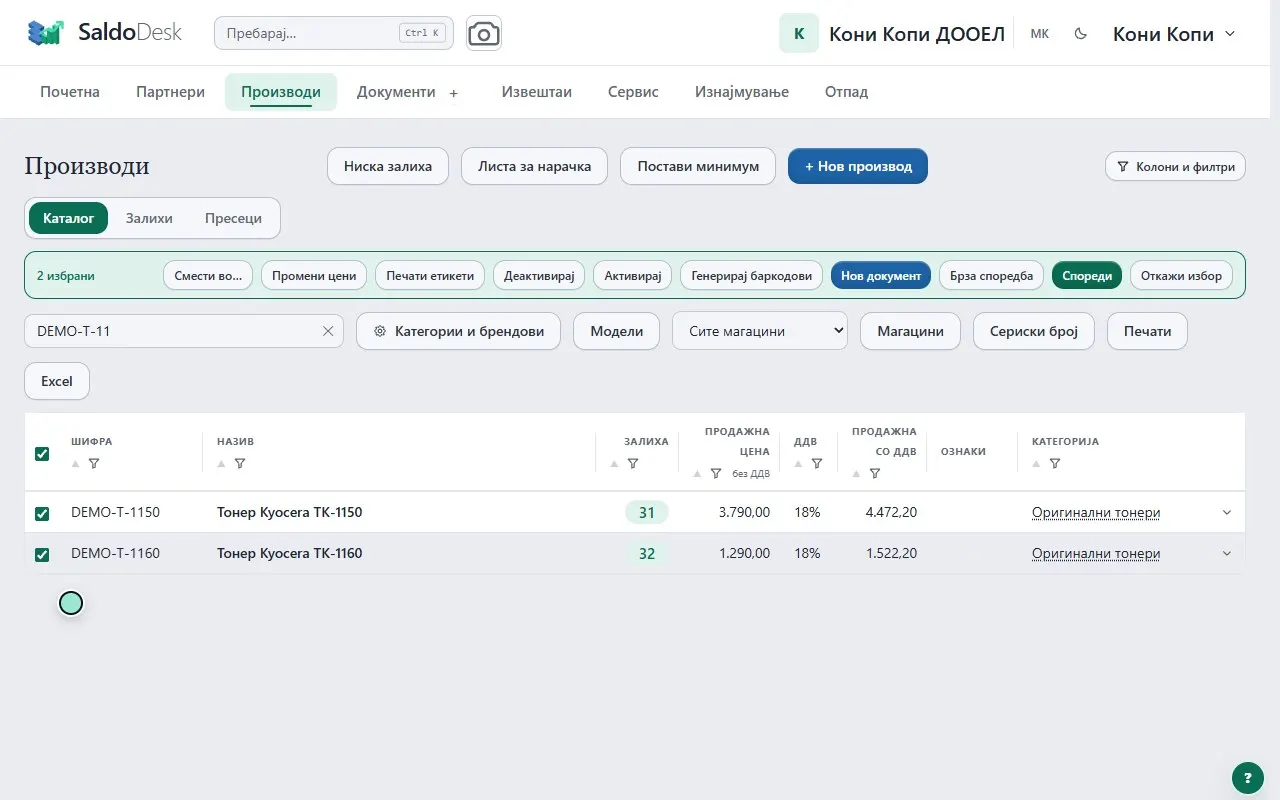 SaldoDesk
Пребарај... Ctrl K
К Кони Копи ДООЕЛ МК Кони Копи
Почетна Партнери Производи Документи + Извештаи Сервис Изнајмување Отпад
Производи Ниска залиха Листа за нарачка Постави минимум + Нов производ Колони и филтри
Каталог Залихи Пресеци
2 избрани Смести во... Промени цени Печати етикети Деактивирај Активирај Генерирај баркодови Нов документ Брза споредба Спореди Откажи избор
DEMO-T-11 Категории и брендови Модели Сите магацини Магацини Сериски број Печати
Excel
ШИФРА НАЗИВ ЗАЛИХА ПРОДАЖНА ЦЕНА без ДДВ ДДВ ПРОДАЖНА СО ДДВ ОЗНАКИ КАТЕГОРИЈА
DEMO-T-1150 Тонер Kyocera TK-1150 31 3.790,00 18% 4.472,20 Оригинални тонери
DEMO-T-1160 Тонер Kyocera TK-1160 32 1.290,00 18% 1.522,20 Оригинални тонери
?